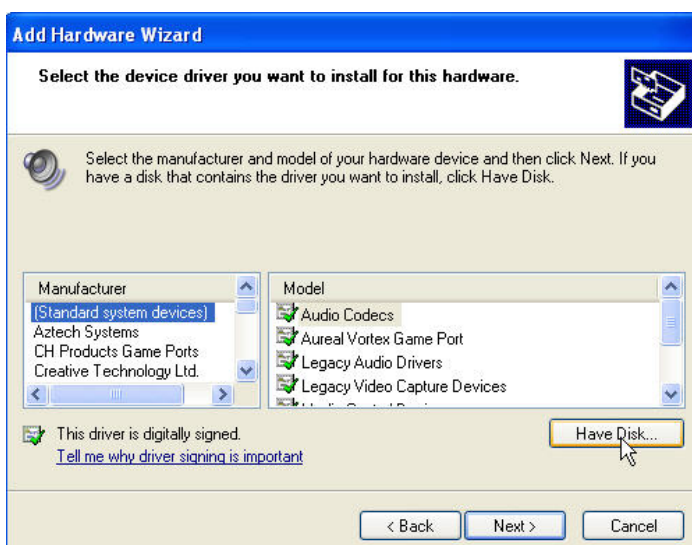 Add Hardware Wizard
Select the device driver you want to install for this hardware.
Select the manufacturer and model of your hardware device and then click Next. If you
have a disk that contains the driver you want to install, click Have Disk.
Manufacturer
(Standard system devices)
Aztech Systems
CH Products Game Ports
Creative Technology Ltd.
Model
Audio Codecs
Aureal Vortex Game Port
Legacy Audio Drivers
Legacy Video Capture Devices
This driver is digitally signed.
Tell me why driver signing is important
Have Disk...
< Back
Next >
Cancel